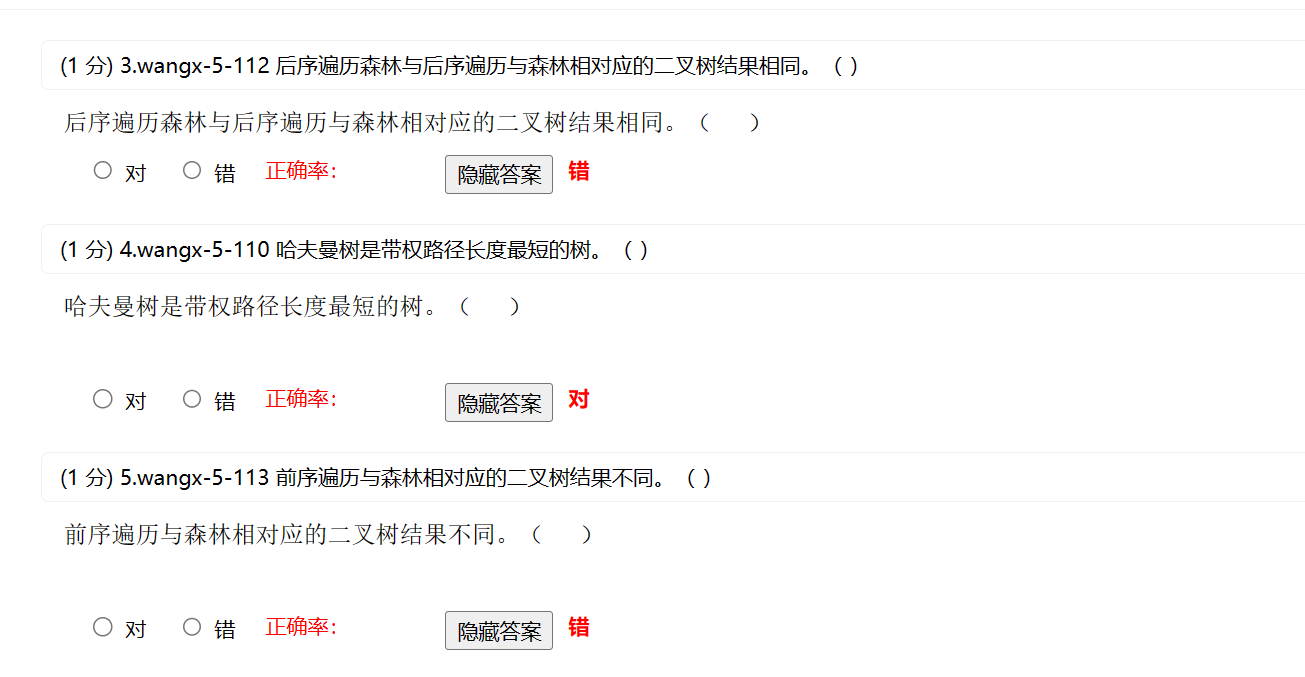 (1 分) 3.wangx-5-112 后序遍历森林与后序遍历与森林相对应的二叉树结果相同。（ ）
后序遍历森林与后序遍历与森林相对应的二叉树结果相同。（ ）
对 错 正确率： 隐藏答案 错
(1 分) 4.wangx-5-110 哈夫曼树是带权路径长度最短的树。（ ）
哈夫曼树是带权路径长度最短的树。（ ）
对 错 正确率： 隐藏答案 对
(1 分) 5.wangx-5-113 前序遍历与森林相对应的二叉树结果不同。（ ）
前序遍历与森林相对应的二叉树结果不同。（ ）
对 错 正确率： 隐藏答案 错